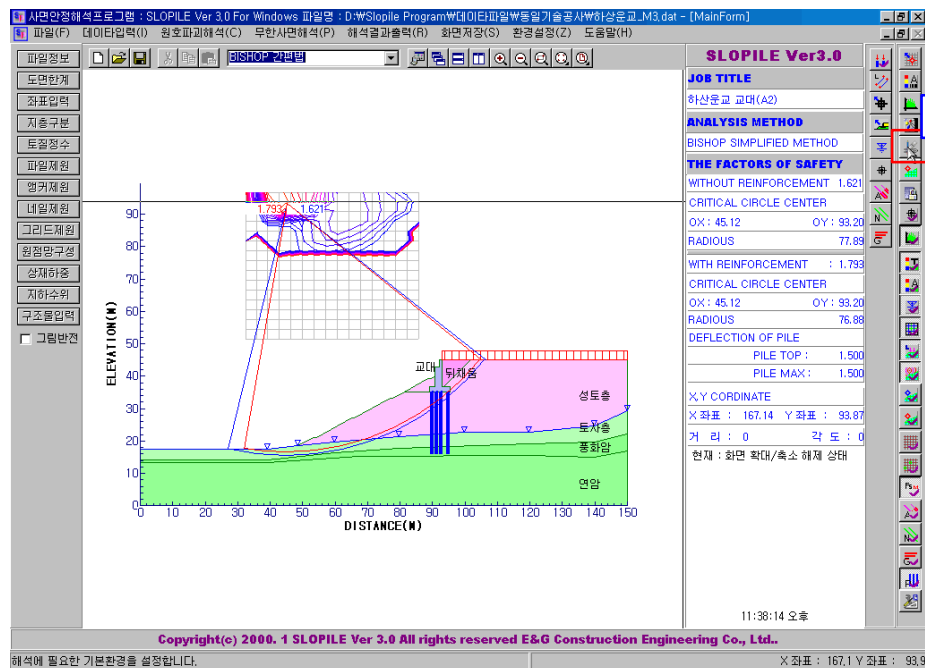 사면안정해석프로그램 : SLOPILE Ver 3,0 For Windows 파일명 : D:₩Slopile Program₩데이타파일₩동일기술공사₩하상운교_M3.dat - [MainForm]
파일(F) 데이타입력(I) 원호파괴해석(C) 무한사면해석(P) 해석결과출력(R) 화면저장(S) 환경설정(Z) 도움말(H)
BISHOP 간편법
파일정보
도면한계
좌표입력
지층구분
토질정수
파일제원
앵커제원
네일제원
그리드제원
원점망구성
상재하중
지하수위
구조물입력
그림반전
1.793
1.621
90
80
70
60
50
40
30
20
10
0
ELEVATION(M)
교대
뒤채움
성토층
토사층
풍화암
연암
0 10 20 30 40 50 60 70 80 90 100 110 120 130 140 150
DISTANCE(M)
SLOPILE Ver3.0
JOB TITLE
하산운교 교대(A2)
ANALYSIS METHOD
BISHOP SIMPLIFIED METHOD
THE FACTORS OF SAFETY
WITHOUT REINFORCEMENT 1.621
CRITICAL CIRCLE CENTER
OX : 45.12 OY : 93.20
RADIOUS 77.89
WITH REINFORCEMENT : 1.793
CRITICAL CIRCLE CENTER
OX : 45.12 OY : 93.20
RADIOUS 76.88
DEFLECTION OF PILE
PILE TOP : 1.500
PILE MAX : 1.500
X,Y CORDINATE
X 좌표 : 167.14 Y 좌표 : 93.87
거 리 : 0 각 도 : 0
현재 : 화면 확대/축소 해제 상태
11:38:14 오후
Copyright(c) 2000. 1 SLOPILE Ver 3.0 All rights reserved E&G Construction Engineering Co,, Ltd..
해석에 필요한 기본환경을 설정합니다.
X 좌표 : 167,1 Y 좌표 : 93,9